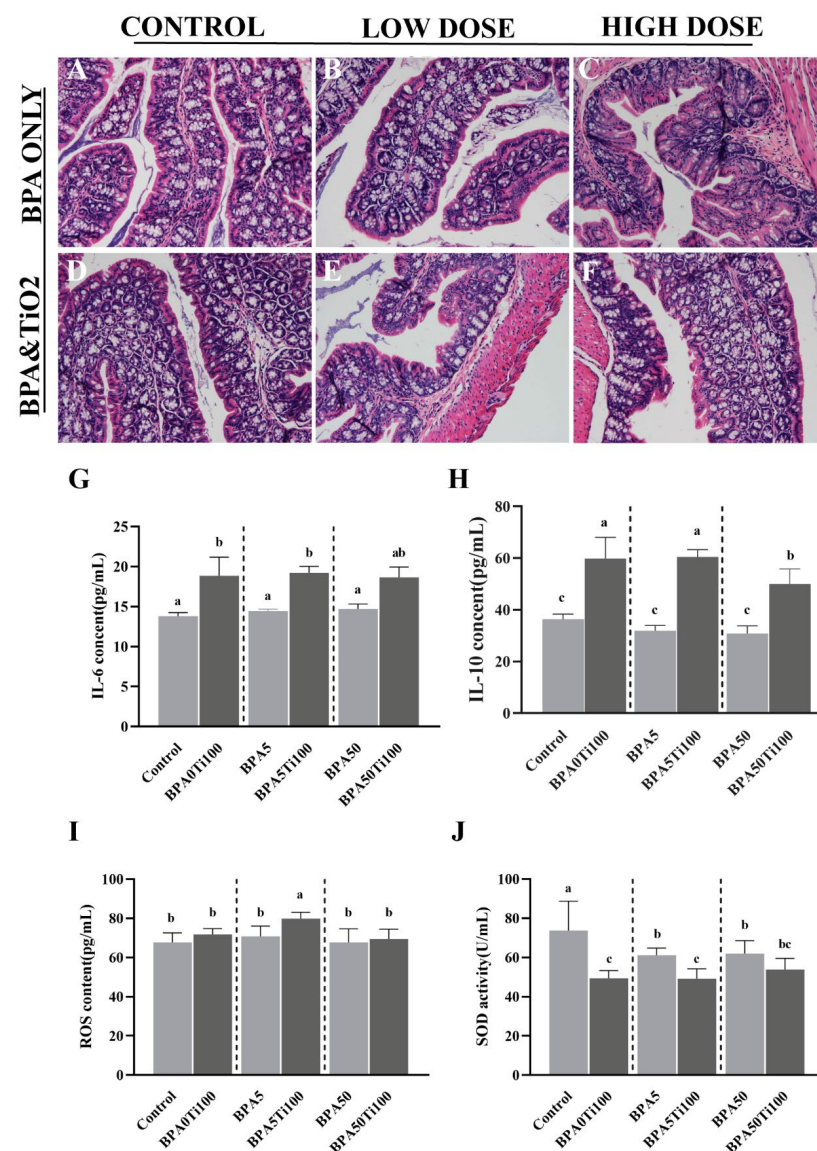 CONTROL LOW DOSE HIGH DOSE
BPA ONLY
A B C
BPA&TiO2
D E F
G
IL-6 concent(pg/mL)
25
20
15
10
5
0
a b a b a ab
Control BPA0Ti100 BPA5 BPA5Ti100 BPA50 BPA50Ti100
H
IL-10 concent(pg/mL)
80
60
40
20
0
c a c a c b
Control BPA0Ti100 BPA5 BPA5Ti100 BPA50 BPA50Ti100
I
ROS content(pg/mL)
100
80
60
40
20
0
b b b a b b
Control BPA0Ti100 BPA5 BPA5Ti100 BPA50 BPA50Ti100
J
SOD activity(U/mL)
100
80
60
40
20
0
a c b c b bc
Control BPA0Ti100 BPA5 BPA5Ti100 BPA50 BPA50Ti100